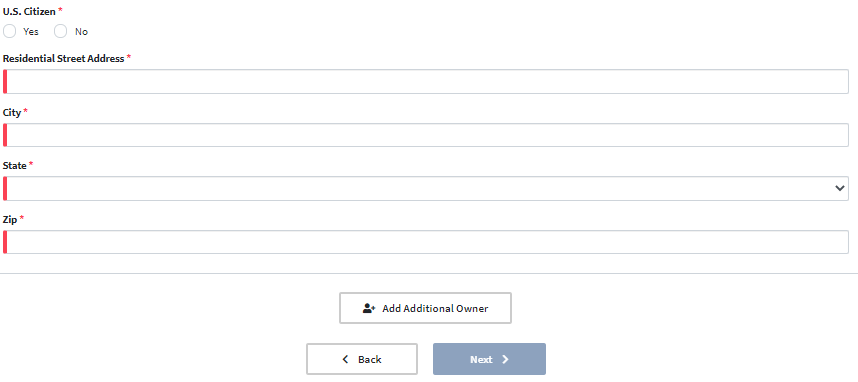 U.S. Citizen *
Yes No
Residential Street Address *
City *
State *
Zip *
Add Additional Owner
Back Next